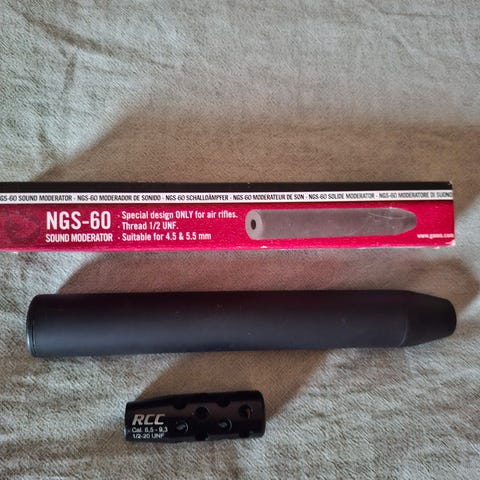 GS-60 SOUND MODERATOR - NGS-60 MODERADOR DE SONIDO - NGS-60 SCHALLDÄMPFER - NGS-60 MODERATEUR DE SON - NGS-60 SOLIDE MODERATOR - NGS-60 MODERATORE DE SUONO
NGS-60
SOUND MODERATOR
· Special design ONLY for air rifles.
· Thread 1/2 UNF.
· Suitable for 4.5 & 5.5 mm
www.gamo.com
RCC
Cal. 6,5 - 9,3
1/2-20 UNF